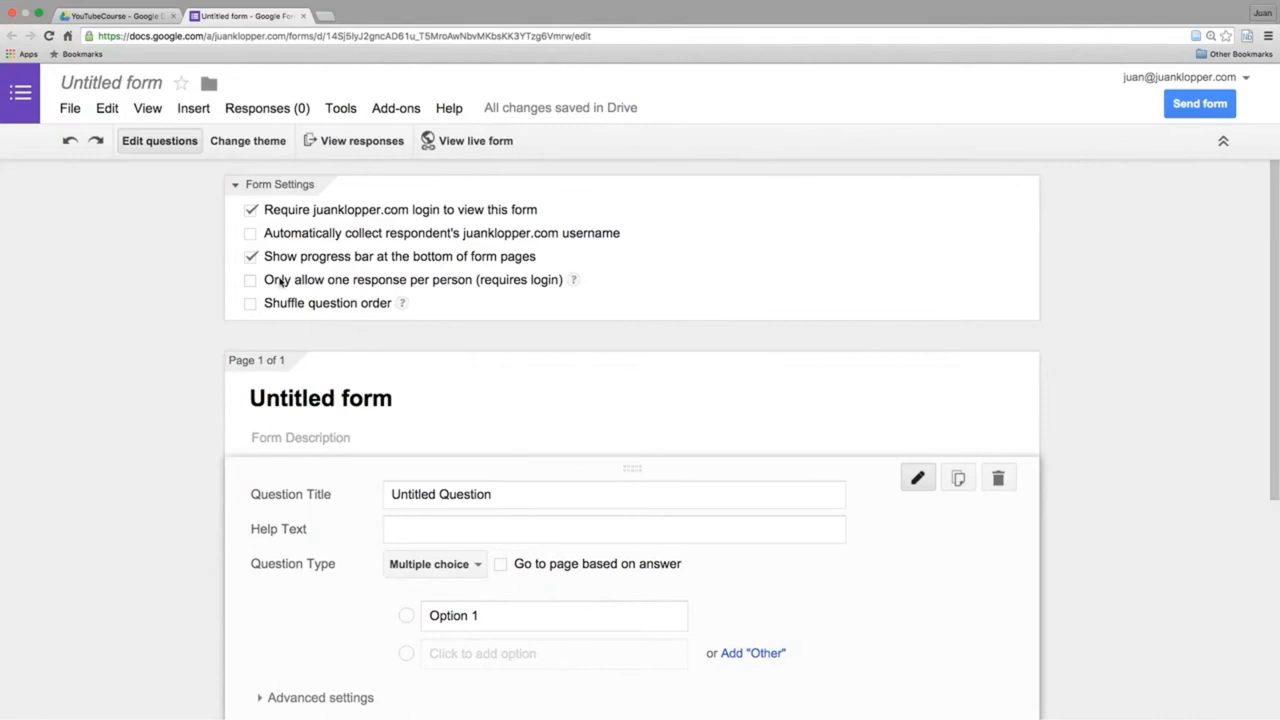 YouTubeCourse - Google D
Untitled form - Google For
Juan
https://docs.google.com/a/juanklopper.com/forms/d/14Sj5lyJ2gncAD61u_T5MroAwNbvMKbsKK3YTzg6Vmrw/edit
Apps
Bookmarks
Other Bookmarks
Untitled form
juan@juanklopper.com
File
Edit
View
Insert
Responses (0)
Tools
Add-ons
Help
All changes saved in Drive
Send form
Edit questions
Change theme
View responses
View live form
Form Settings
Require juanklopper.com login to view this form
Automatically collect respondent's juanklopper.com username
Show progress bar at the bottom of form pages
Only allow one response per person (requires login) ?
Shuffle question order ?
Page 1 of 1
Untitled form
Form Description
Question Title
Untitled Question
Help Text
Question Type
Multiple choice
Go to page based on answer
Option 1
Click to add option
or Add "Other"
Advanced settings